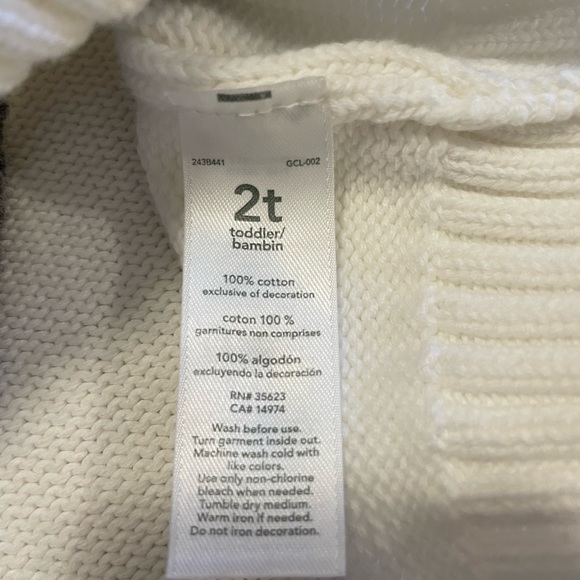 243B441 GCL-002
2t
toddler/
bambin
100% cotton
exclusive of decoration
coton 100 %
garnitures non comprises
100% algodón
excluyendo la decoración
RN# 35623
CA# 14974
Wash before use.
Turn garment inside out.
Machine wash cold with
like colors.
Use only non-chlorine
bleach when needed.
Tumble dry medium.
Warm iron if needed.
Do not iron decoration.